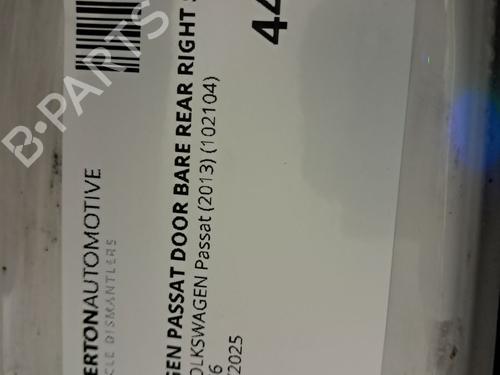 B-PARTS
ERTONAUTOMOTIVE
CLE DISMANTLERS
GEN PASSAT DOOR BARE REAR RIGHT
OLKSWAGEN Passat (2013) (102104)
6
/2025
44